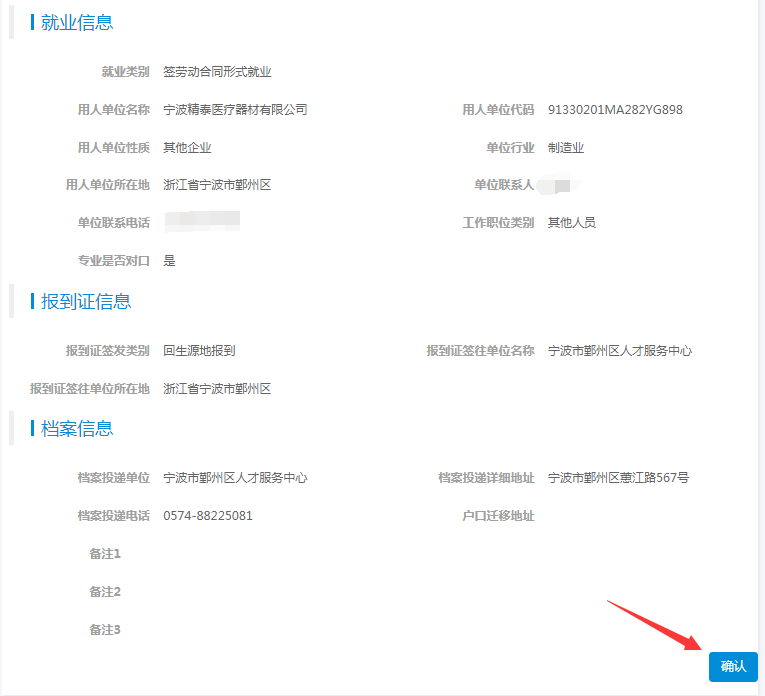 就业信息
就业类别 签劳动合同形式就业
用人单位名称 宁波精泰医疗器材有限公司 用人单位代码 91330201MA282YG898
用人单位性质 其他企业 单位行业 制造业
用人单位所在地 浙江省宁波市鄞州区 单位联系人
单位联系电话 工作职位类别 其他人员
专业是否对口 是
报到证信息
报到证签发类别 回生源地报到 报到证签往单位名称 宁波市鄞州区人才服务中心
报到证签往单位所在地 浙江省宁波市鄞州区
档案信息
档案投递单位 宁波市鄞州区人才服务中心 档案投递详细地址 宁波市鄞州区蕙江路567号
档案投递电话 0574-88225081 户口迁移地址
备注1
备注2
备注3
确认